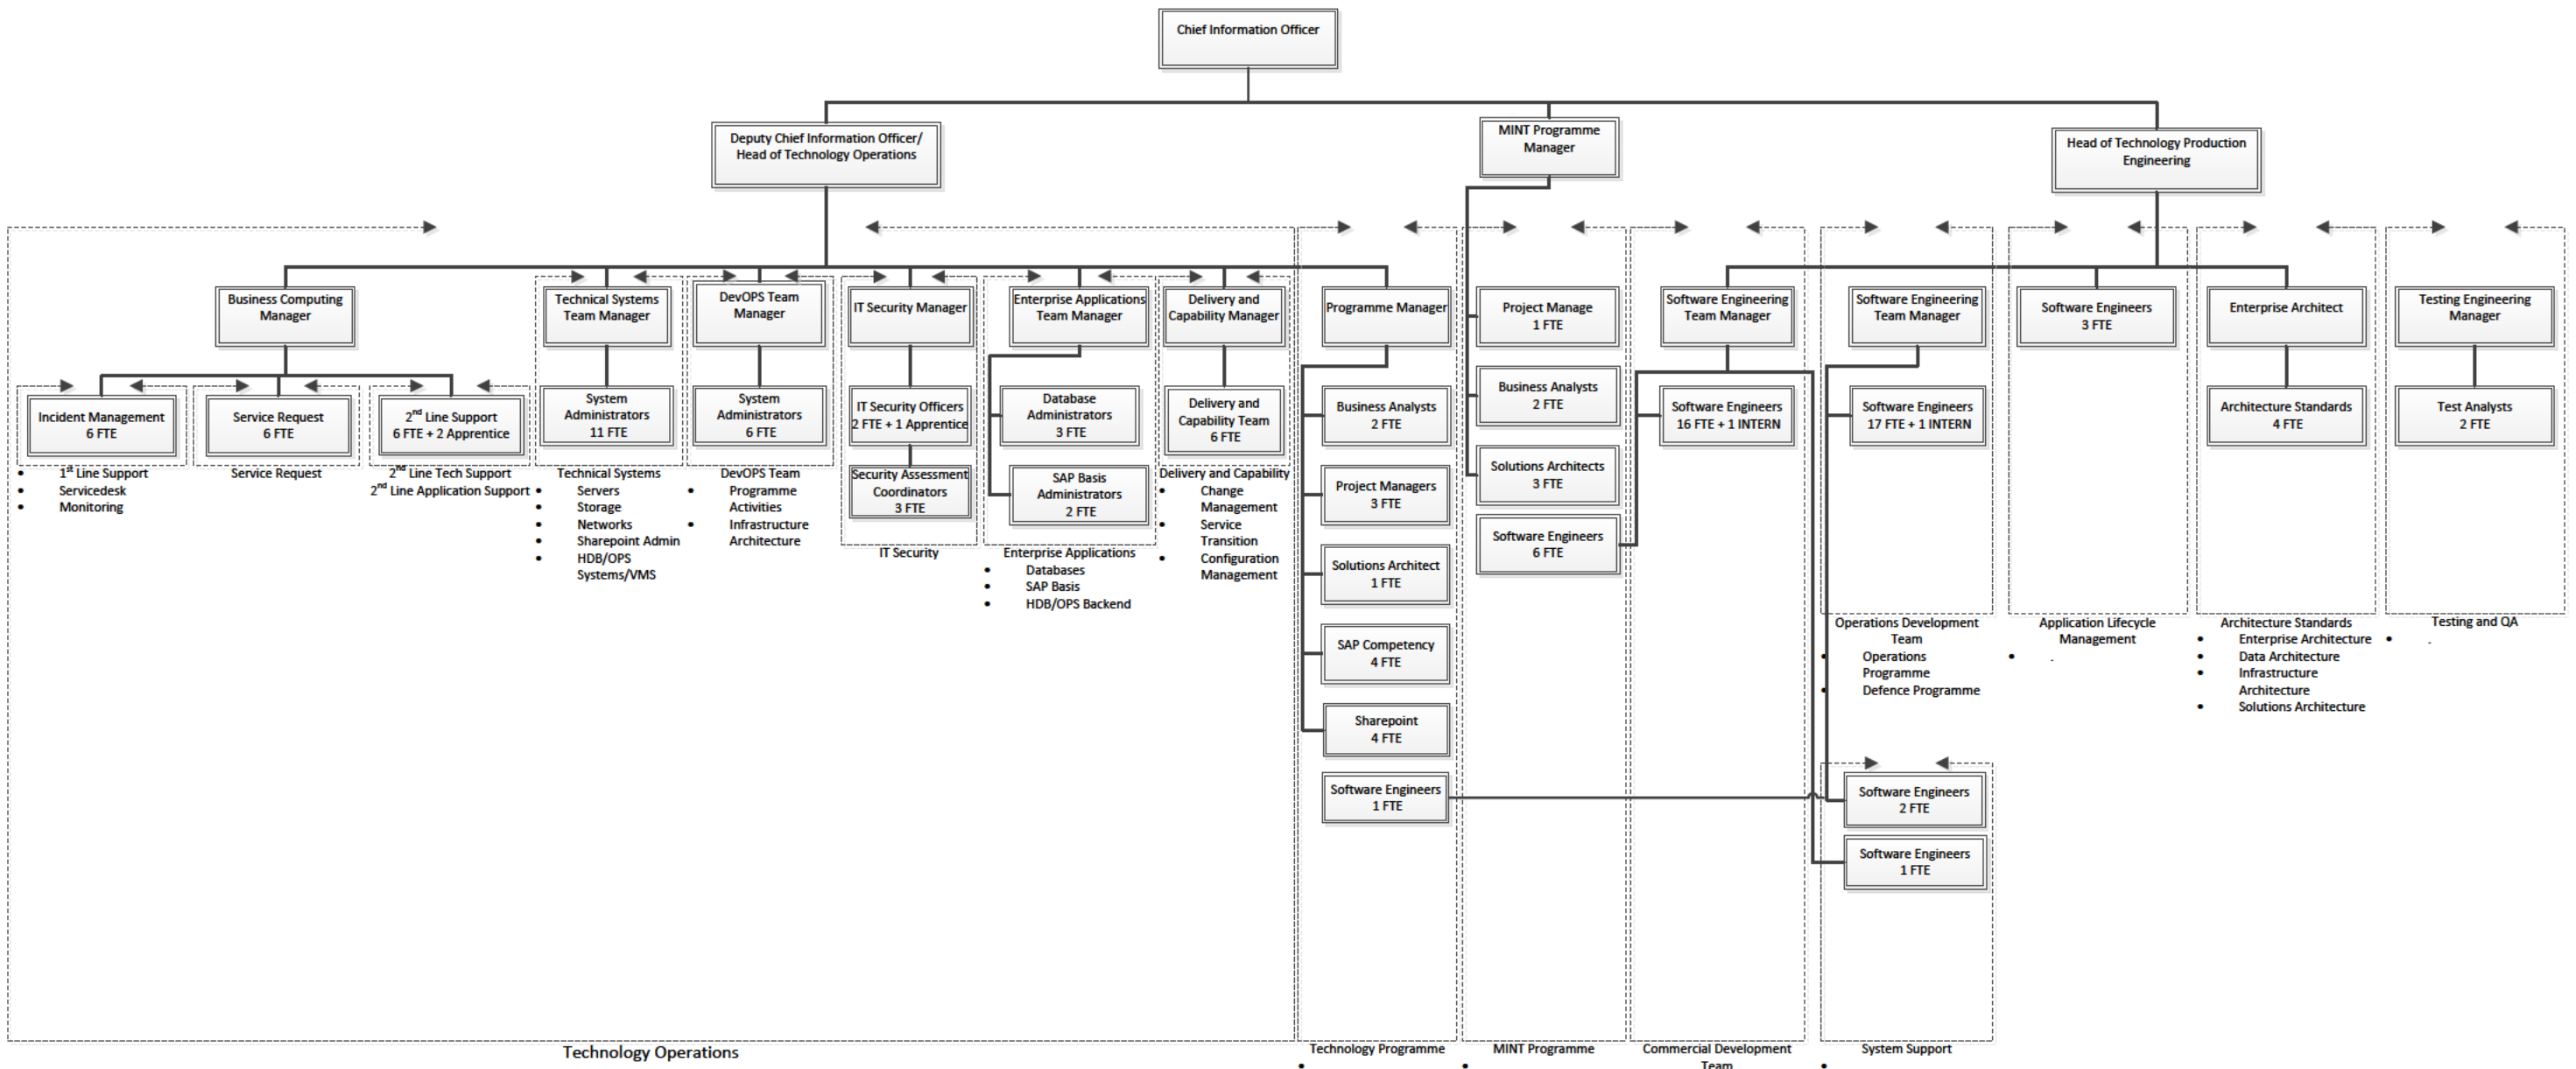 Chief Information Officer
Deputy Chief Information Officer/
Head of Technology Operations
MINT Programme
Manager
Head of Technology Production
Engineering
Business Computing
Manager
Technical Systems
Team Manager
DevOPS Team
Manager
IT Security Manager
Enterprise Applications
Team Manager
Delivery and
Capability Manager
Programme Manager
Project Manage
1 FTE
Software Engineering
Team Manager
Software Engineering
Team Manager
Software Engineers
3 FTE
Enterprise Architect
Testing Engineering
Manager
Incident Management
6 FTE
Service Request
6 FTE
2nd Line Support
6 FTE + 2 Apprentice
System
Administrators
11 FTE
System
Administrators
6 FTE
IT Security Officers
2 FTE + 1 Apprentice
Database
Administrators
3 FTE
Delivery and
Capability Team
6 FTE
Business Analysts
2 FTE
Business Analysts
2 FTE
Software Engineers
16 FTE + 1 INTERN
Software Engineers
17 FTE + 1 INTERN
Architecture Standards
4 FTE
Test Analysts
2 FTE
• 1st Line Support
• Servicedesk
• Monitoring
Service Request
2nd Line Tech Support
2nd Line Application Support
Technical Systems
• Servers
• Storage
• Networks
• Sharepoint Admin
• HDB/OPS
Systems/VMS
DevOPS Team
• Programme
Activities
• Infrastructure
Architecture
Security Assessment
Coordinators
3 FTE
IT Security
SAP Basis
Administrators
2 FTE
Enterprise Applications
• Databases
• SAP Basis
• HDB/OPS Backend
Delivery and Capability
• Change
Management
• Service
Transition
• Configuration
Management
Project Managers
3 FTE
Solutions Architect
1 FTE
SAP Competency
4 FTE
Sharepoint
4 FTE
Software Engineers
1 FTE
Solutions Architects
3 FTE
Software Engineers
6 FTE
Operations Development
Team
• Operations
Programme
• Defence Programme
Application Lifecycle
Management
• .
Architecture Standards
• Enterprise Architecture
• Data Architecture
• Infrastructure
Architecture
• Solutions Architecture
Testing and QA
• .
Software Engineers
2 FTE
Software Engineers
1 FTE
Technology Operations
Technology Programme
•
MINT Programme
•
Commercial Development
Team
System Support
•